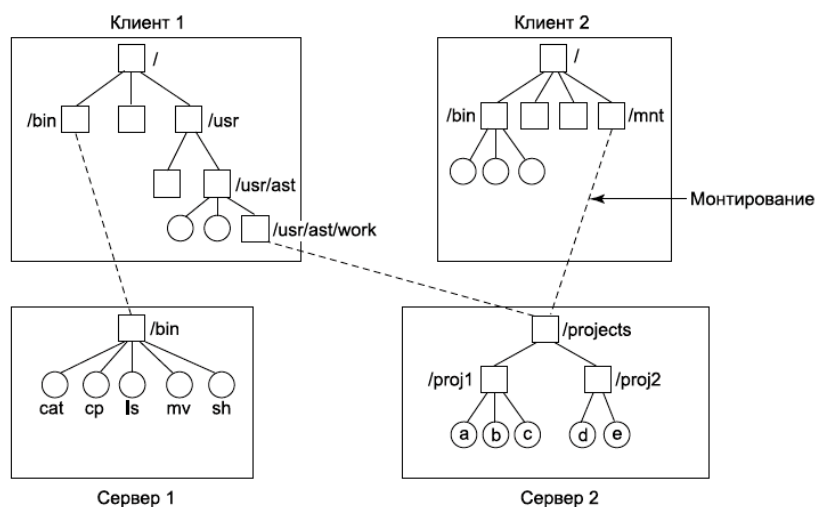 Клиент 1
Клиент 2
/
/
/bin
/usr
/bin
/mnt
/usr/ast
/usr/ast/work
Монтирование
/bin
/projects
/proj1
/proj2
cat cp ls mv sh
a b c d e
Сервер 1
Сервер 2